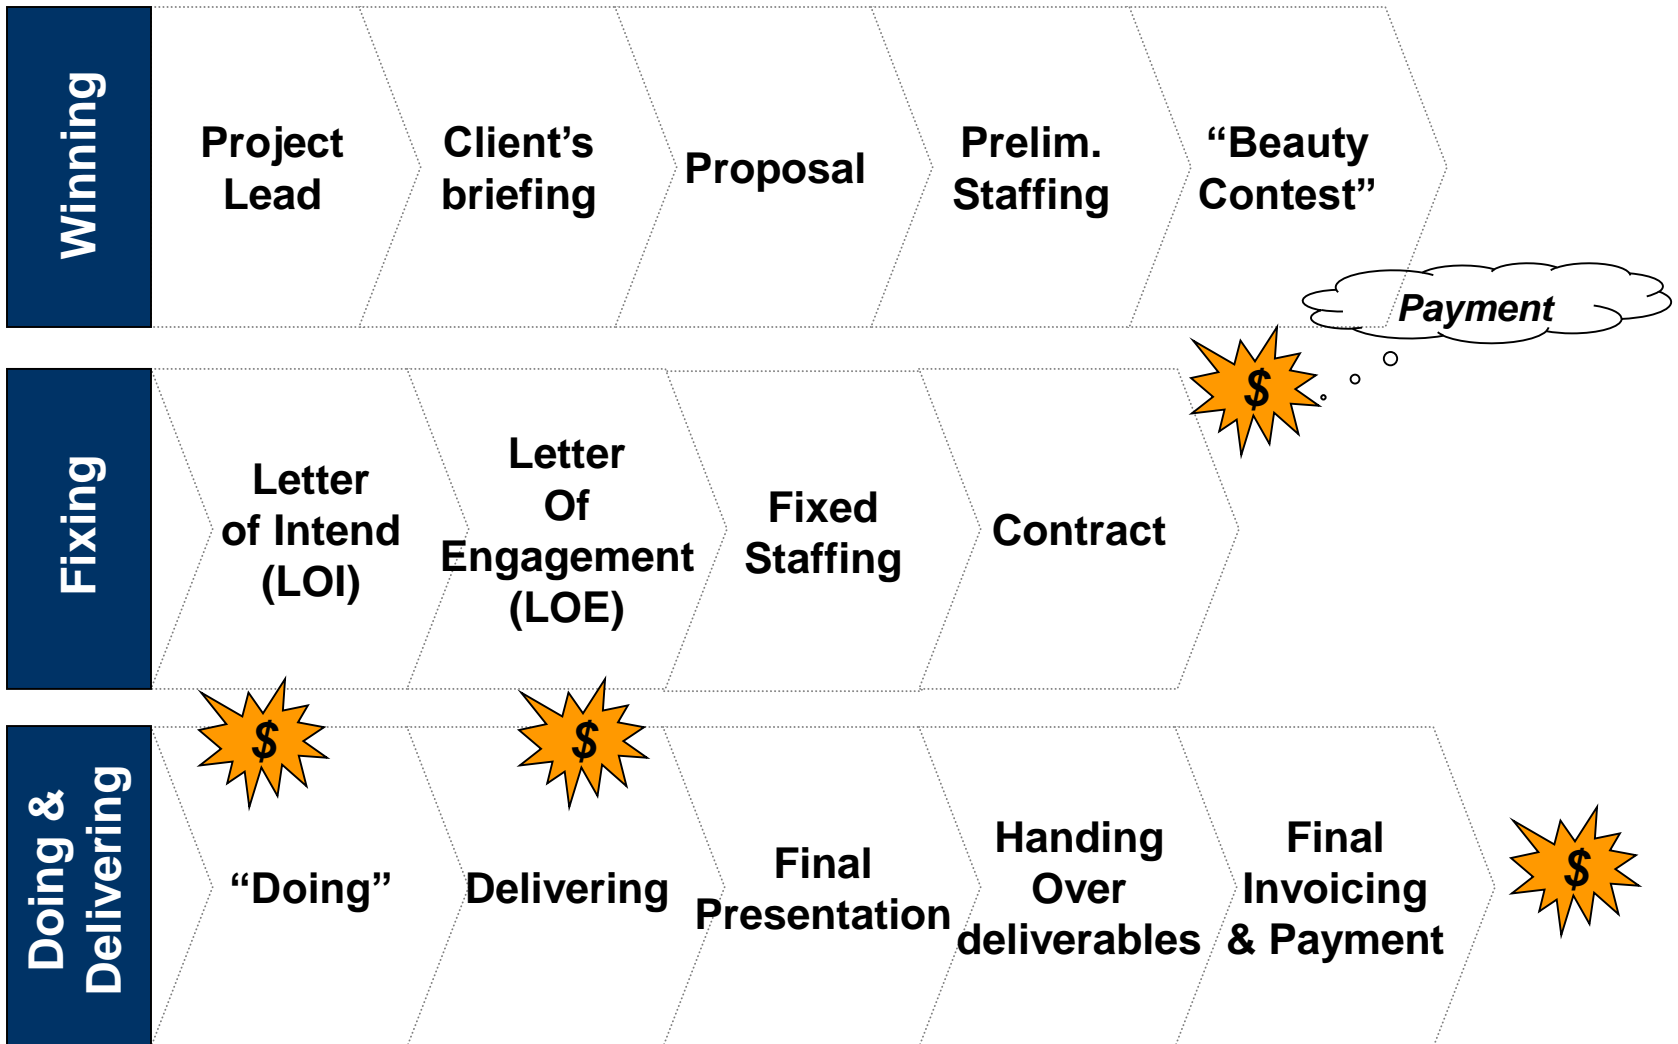 Winning
Project
Lead
Client’s
briefing
Proposal
Prelim.
Staffing
“Beauty
Contest”
Payment
$
Fixing
Letter
of Intend
(LOI)
Letter
Of
Engagement
(LOE)
Fixed
Staffing
Contract
$
$
Doing &
Delivering
“Doing”
Delivering
Final
Presentation
Handing
Over
deliverables
Final
Invoicing
& Payment
$